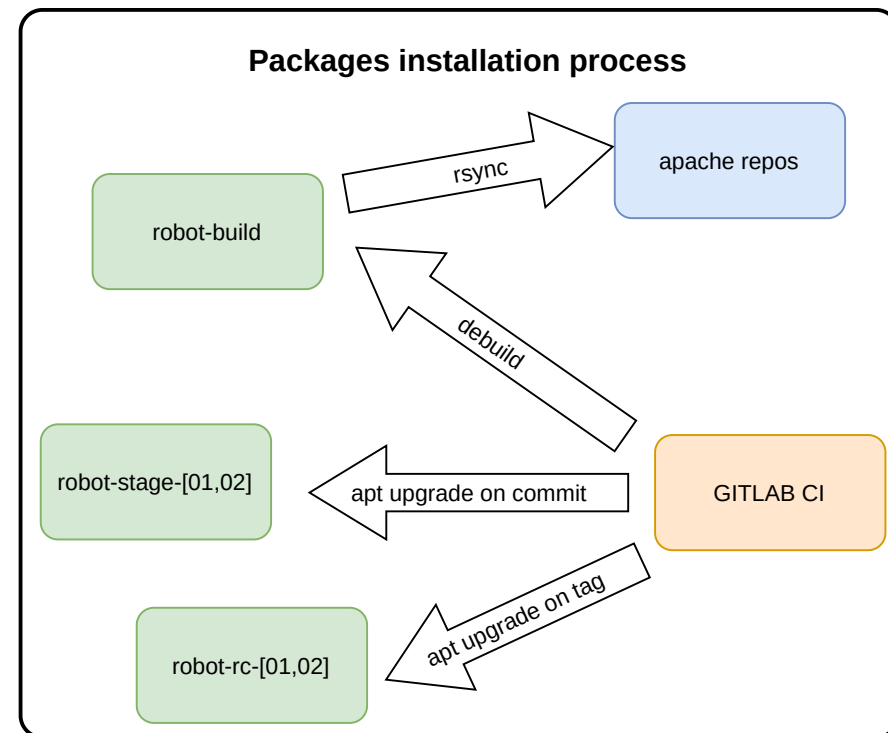 Packages installation process
apache repos
rsync
robot-build
debuild
robot-stage-[01,02]
apt upgrade on commit
GITLAB CI
apt upgrade on tag
robot-rc-[01,02]